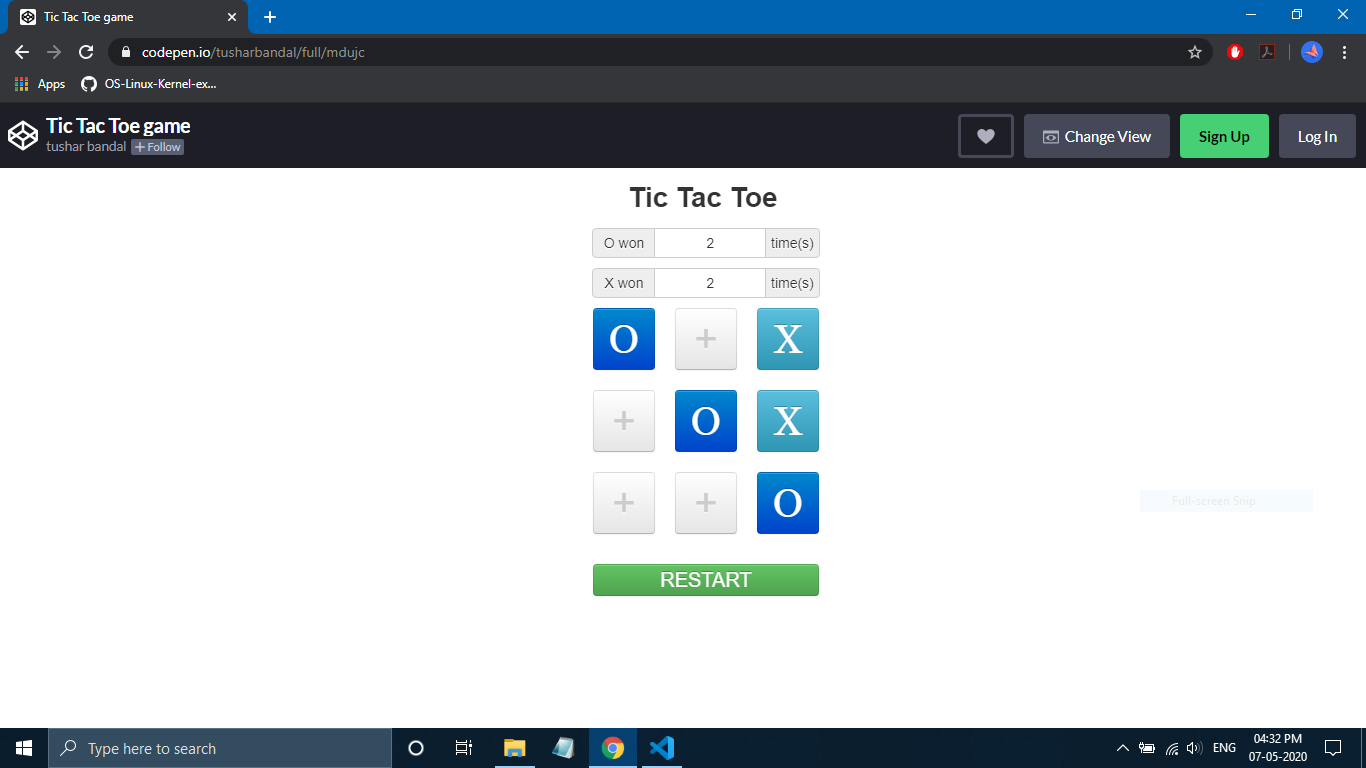 Tic Tac Toe game
codepen.io/tusharbandal/full/mdujc
Apps OS-Linux-Kernel-ex...
Tic Tac Toe game
tushar bandal + Follow
Change View Sign Up Log In
Tic Tac Toe
O won 2 time(s)
X won 2 time(s)
O + X
+ O X
+ + O
Full-screen Snip
RESTART
Type here to search
ENG
04:32 PM
07-05-2020